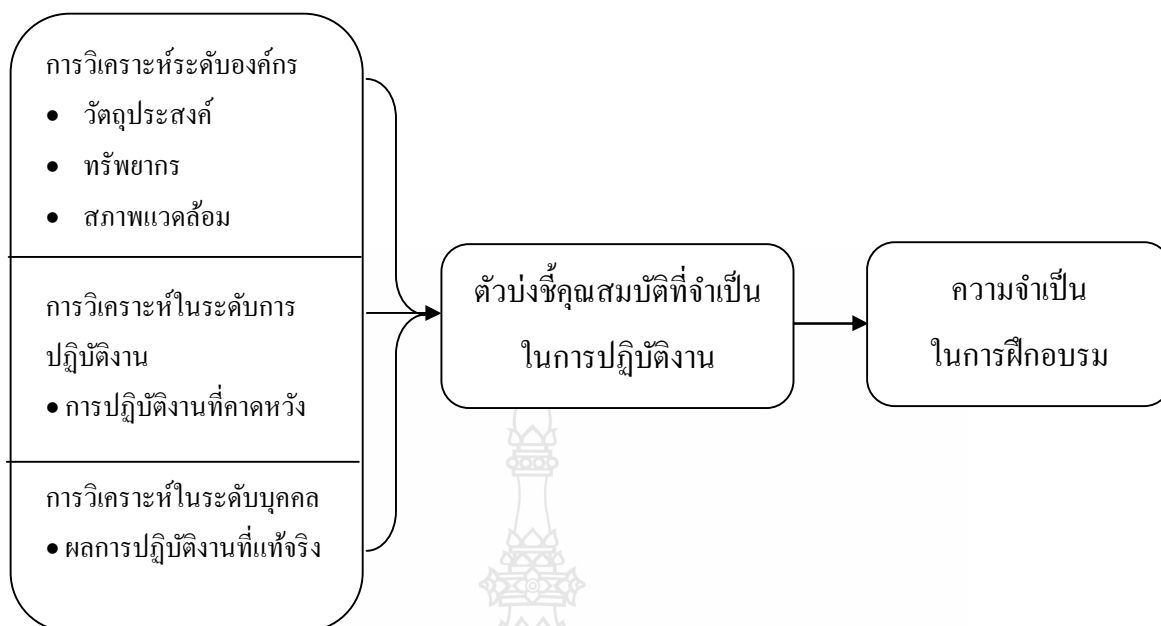 การวิเคราะห์ระดับองค์กร
• วัตถุประสงค์
• ทรัพยากร
• สภาพแวดล้อม
การวิเคราะห์ในระดับการ
ปฏิบัติงาน
• การปฏิบัติงานที่คาดหวัง
การวิเคราะห์ในระดับบุคคล
• ผลการปฏิบัติงานที่แท้จริง
ตัวบ่งชี้คุณสมบัติที่จำเป็น
ในการปฏิบัติงาน
ความจำเป็น
ในการฝึกอบรม